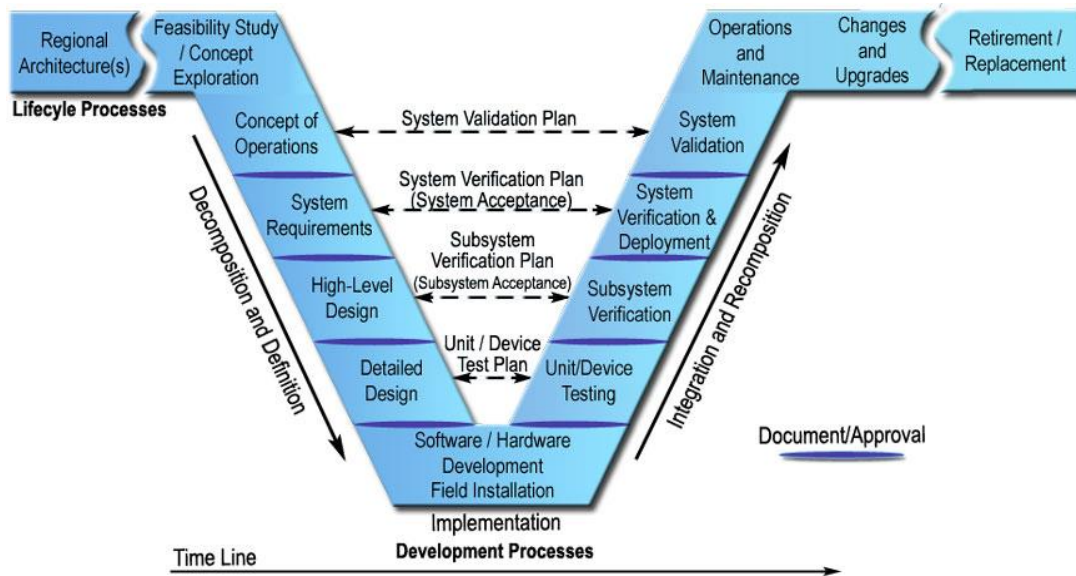 Regional
Architecture(s)
Feasibility Study
/ Concept
Exploration
Operations
and
Maintenance
Changes
and
Upgrades
Retirement /
Replacement
Lifecyle Processes
Concept of
Operations
System Validation Plan
System
Validation
System
Requirements
System Verification Plan
(System Acceptance)
System
Verification &
Deployment
High-Level
Design
Subsystem
Verification Plan
(Subsystem Acceptance)
Subsystem
Verification
Detailed
Design
Unit / Device
Test Plan
Unit/Device
Testing
Decomposition and Definition
Integration and Recomposition
Software / Hardware
Development
Field Installation
Document/Approval
Implementation
Development Processes
Time Line